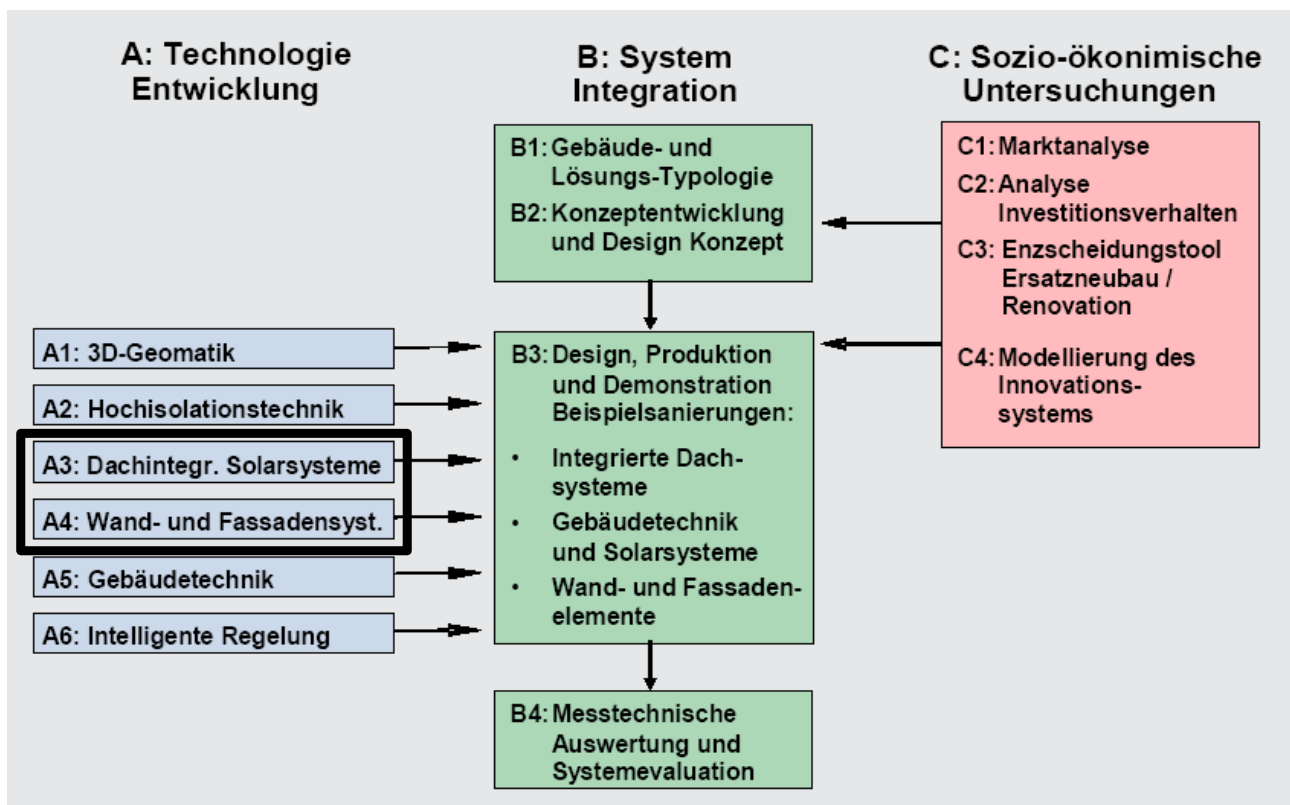 A: Technologie
Entwicklung
B: System
Integration
C: Sozio-ökonimische
Untersuchungen
B1: Gebäude- und
Lösungs-Typologie
B2: Konzeptentwicklung
und Design Konzept
C1: Marktanalyse
C2: Analyse
Investitionsverhalten
C3: Enzscheidungstool
Ersatzneubau /
Renovation
C4: Modellierung des
Innovations-
systems
A1: 3D-Geomatik
A2: Hochisolationstechnik
A3: Dachintegr. Solarsysteme
A4: Wand- und Fassadensyst.
A5: Gebäudetechnik
A6: Intelligente Regelung
B3: Design, Produktion
und Demonstration
Beispielsanierungen:
• Integrierte Dach-
systeme
• Gebäudetechnik
und Solarsysteme
• Wand- und Fassaden-
elemente
B4: Messtechnische
Auswertung und
Systemevaluation